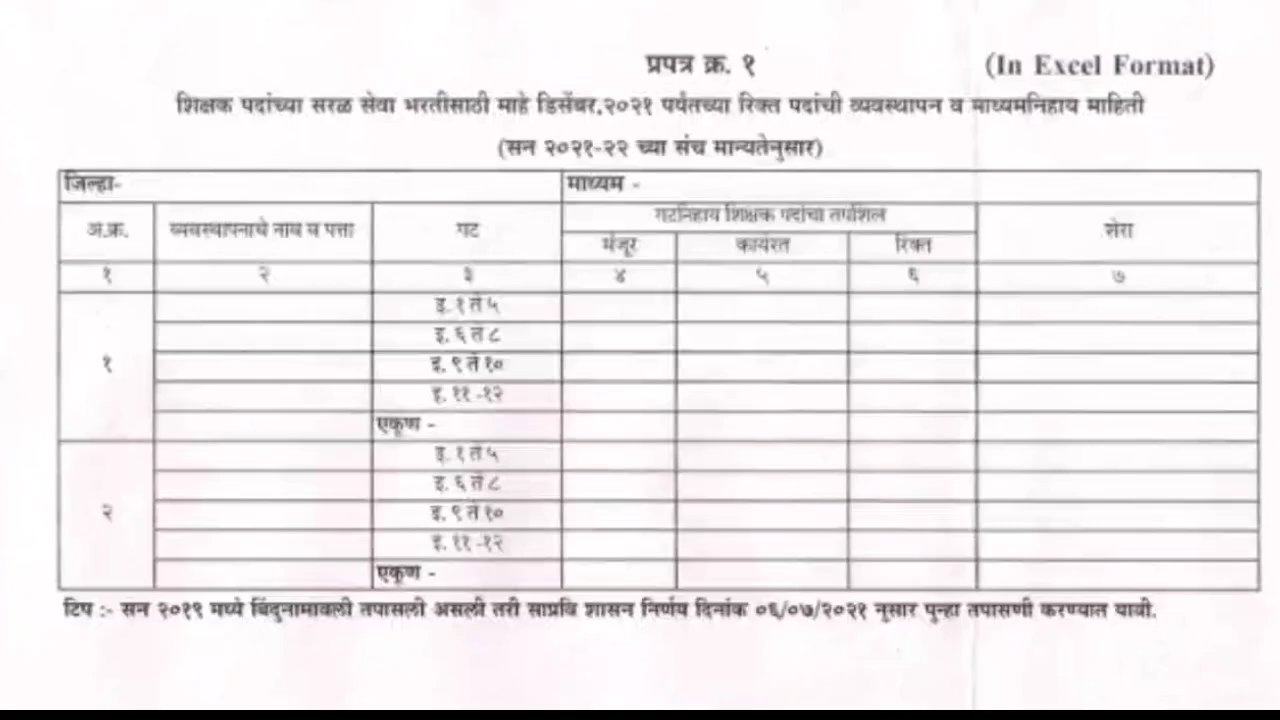 प्रपत्र क्र. १ (In Excel Format)
शिक्षक पदांच्या सरळ सेवा भरतीसाठी माहे डिसेंबर,२०२१ पर्यंतच्या रिक्त पदांची व्यवस्थापन व माध्यमनिहाय माहिती
(सन २०२१-२२ च्या संच मान्यतेनुसार)
जिल्हा- माध्यम -
अ.क्र. व्यवस्थापनाचे नाव व पत्ता गट गटनिहाय शिक्षक पदांचा तपशिल शेरा
मंजूर कार्यरत रिक्त
१ २ ३ ४ ५ ६ ७
इ. १ ते ५
इ. ६ ते ८
१ इ. ९ ते १०
इ. ११ -१२
एकूण -
इ. १ ते ५
इ. ६ ते ८
२ इ. ९ ते १०
इ. ११ -१२
एकूण -
टिप :- सन २०१९ मध्ये बिंदुनामावली तपासली असली तरी साप्रवि शासन निर्णय दिनांक ०६/०७/२०२१ नुसार पुन्हा तपासणी करण्यात यावी.